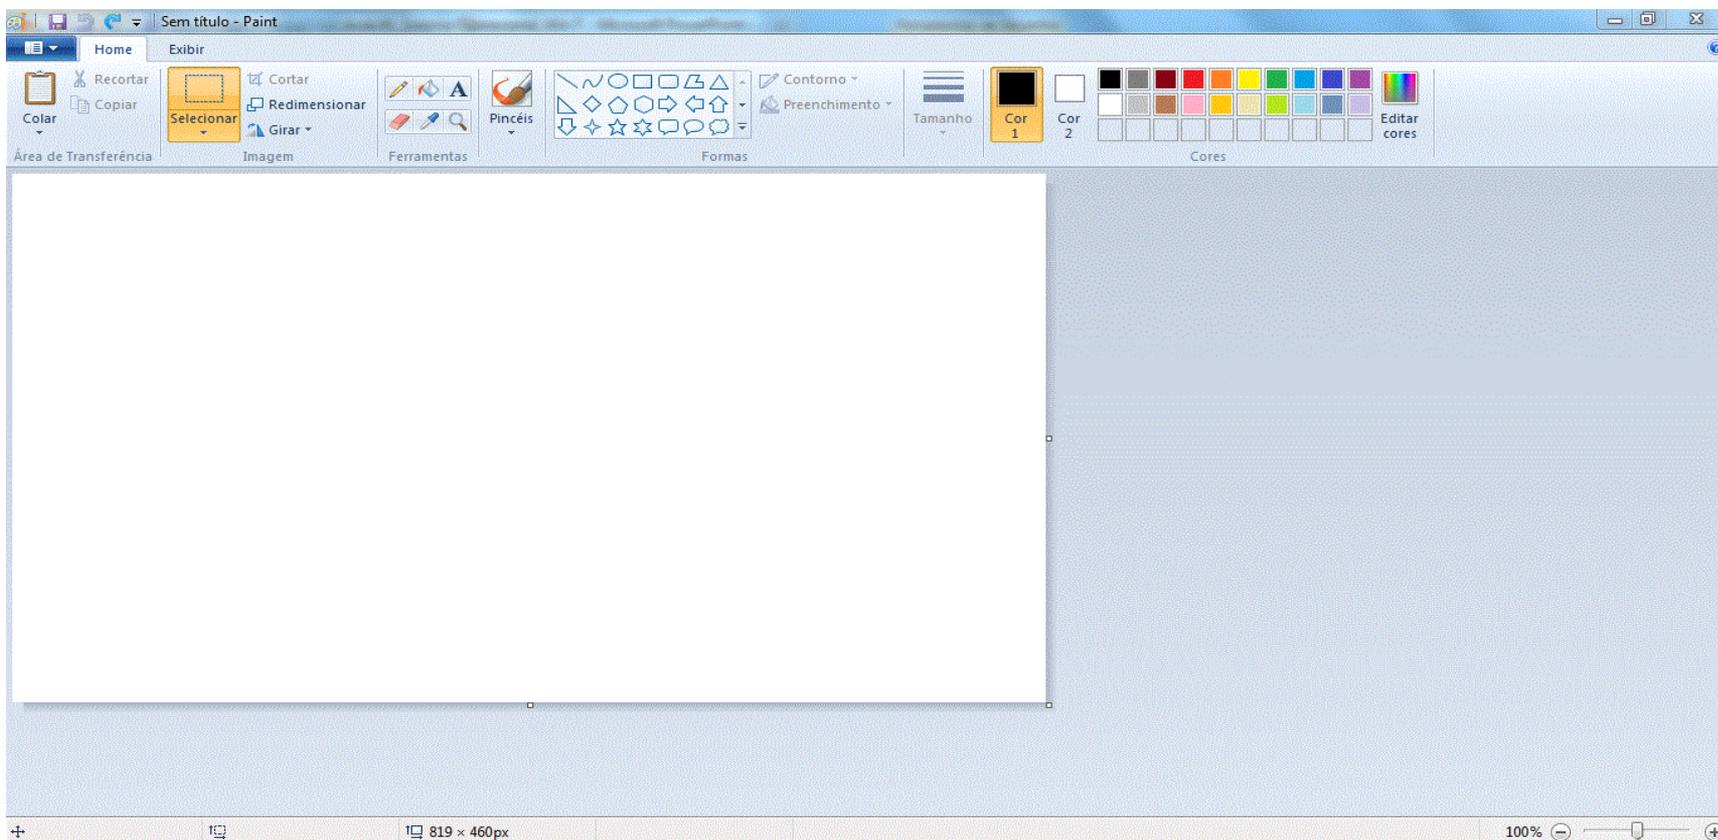 Sem título - Paint
Home Exibir
Colar
Recortar
Copiar
Área de Transferência
Selecionar
Cortar
Redimensionar
Girar
Imagem
A
Ferramentas
Pincéis
Contorno
Preenchimento
Formas
Tamanho
Cor
1
Cor
2
Editar
cores
Cores
819 × 460px
100%